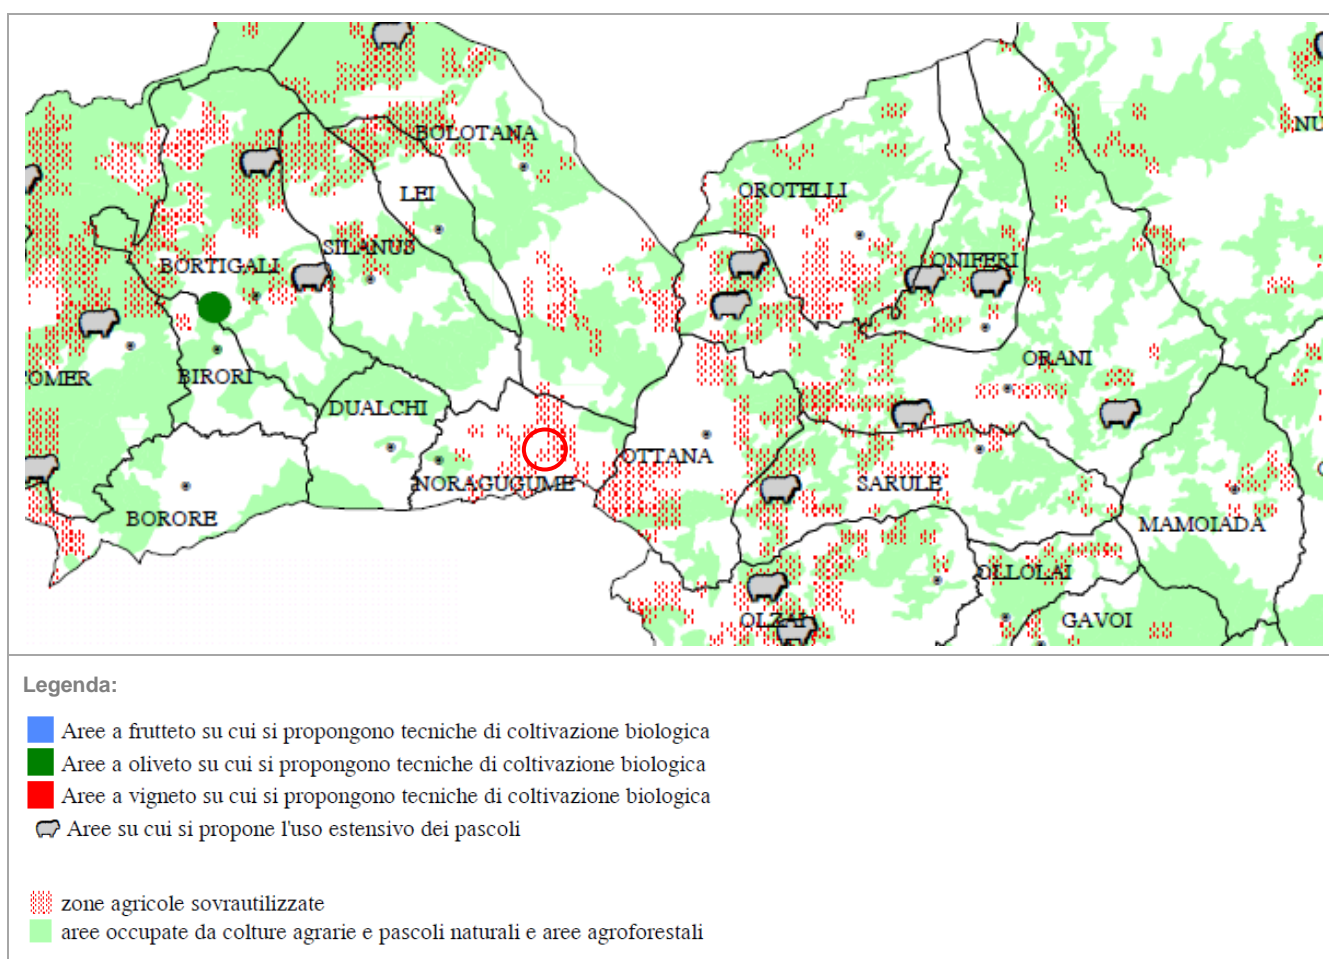 NU
BOLOTANA
OROTELLI
LEI
SILANUS
BORTIGALI
ONIFERI
ORANI
OMER
BIRORI
DUALCHI
OTTANA
NORAGUGUME
SARULE
BORORE
MAMOIADA
OLLOLAI
OLZAI
GAVOI
Legenda:
Aree a frutteto su cui si propongono tecniche di coltivazione biologica
Aree a oliveto su cui si propongono tecniche di coltivazione biologica
Aree a vigneto su cui si propongono tecniche di coltivazione biologica
Aree su cui si propone l'uso estensivo dei pascoli
zone agricole sovrautilizzate
aree occupate da colture agrarie e pascoli naturali e aree agroforestali